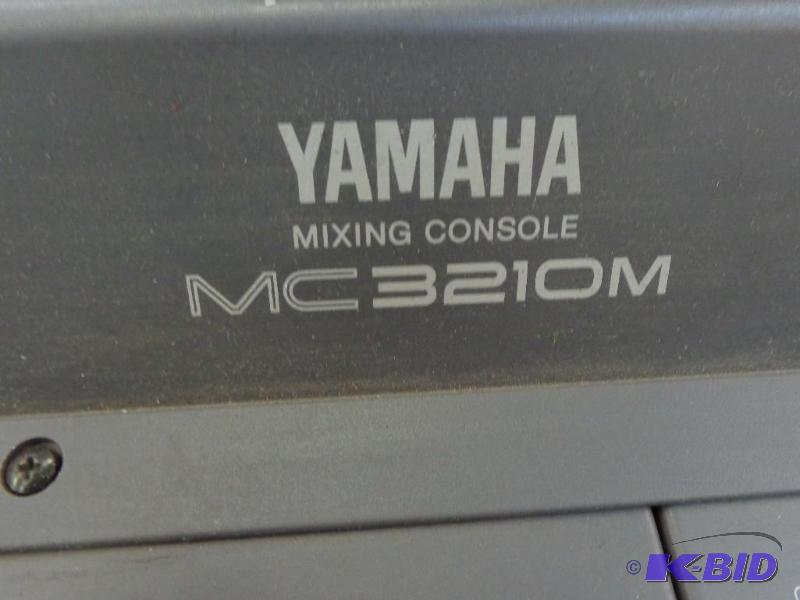 YAMAHA
MIXING CONSOLE
MC3210M
© K-BID